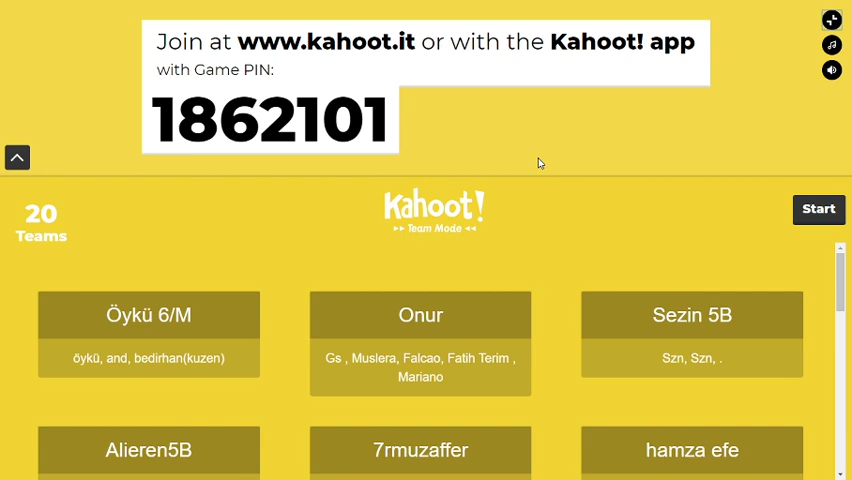 Join at www.kahoot.it or with the Kahoot! app
with Game PIN:
1862101
20
Teams
Kahoot!
Team Mode
Start
Öykü 6/M
öykü, and, bedirhan(kuzen)
Onur
Gs , Muslera, Falcao, Fatih Terim ,
Mariano
Sezin 5B
Szn, Szn, .
Alieren5B
7rmuzaffer
hamza efe